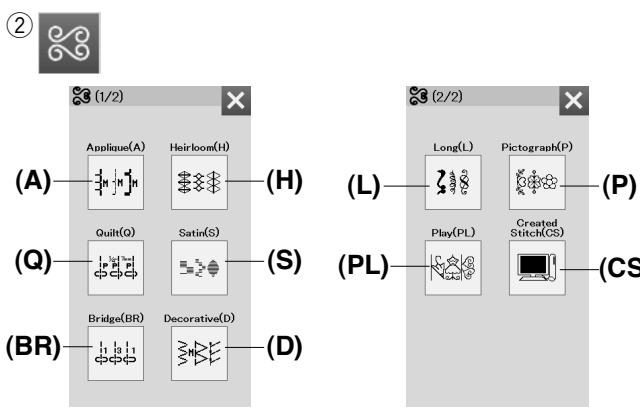 ②
(1/2)
Applique(A) Heirloom(H)
(A) (H)
Quilt(Q) Satin(S)
(Q) (S)
Bridge(BR) Decorative(D)
(BR) (D)
(2/2)
Long(L) Pictograph(P)
(L) (P)
Play(PL) Created
Stitch(CS)
(PL) (CS